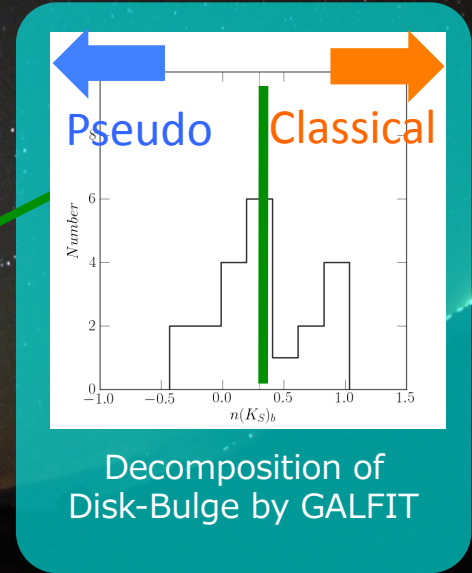 Pseudo Classical
8
6
4
2
0
Number
−1.0 −0.5 0.0 0.5 1.0 1.5
n(K_S)_b
Decomposition of
Disk-Bulge by GALFIT